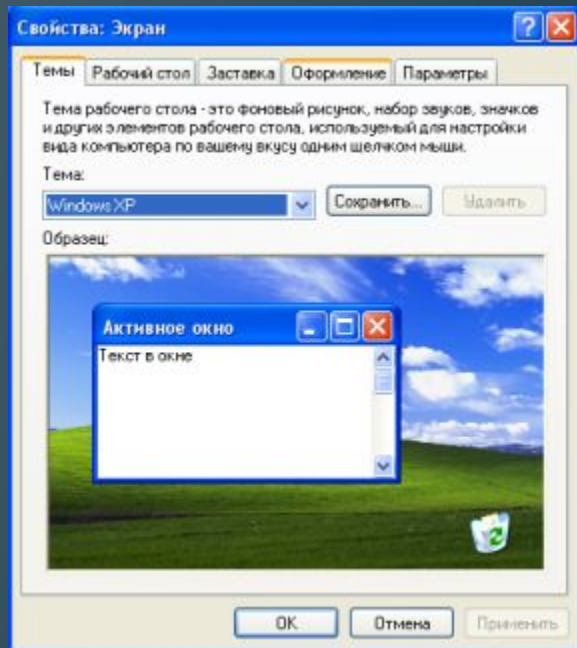 Свойства: Экран
Темы Рабочий стол Заставка Оформление Параметры
Тема рабочего стола - это фоновый рисунок, набор звуков, значков
и других элементов рабочего стола, используемый для настройки
вида компьютера по вашему вкусу одним щелчком мыши.
Тема:
Windows XP Сохранить... Удалить
Образец:
Активное окно
Текст в окне
OK Отмена Применить